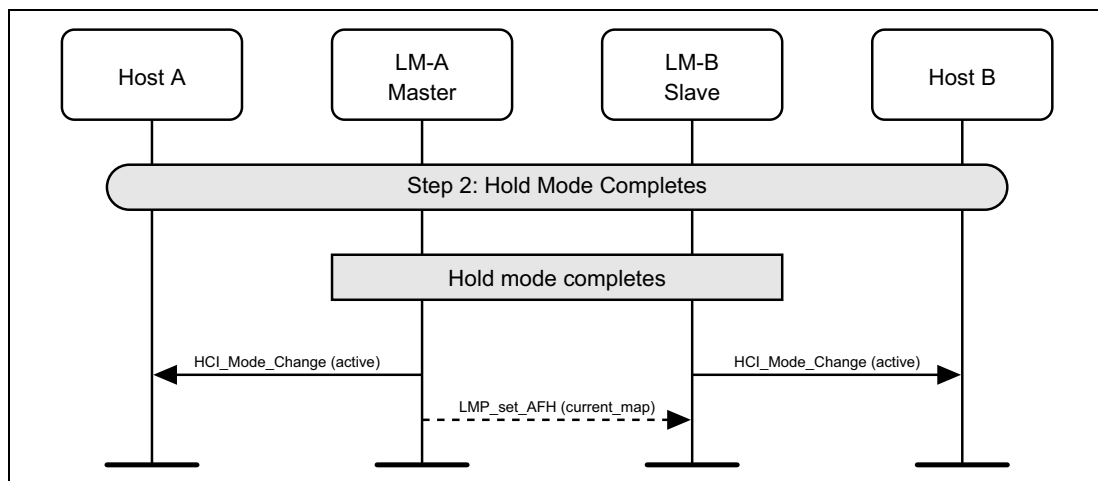 Host A
LM-A
Master
LM-B
Slave
Host B
Step 2: Hold Mode Completes
Hold mode completes
HCI_Mode_Change (active)
HCI_Mode_Change (active)
LMP_set_AFH (current_map)